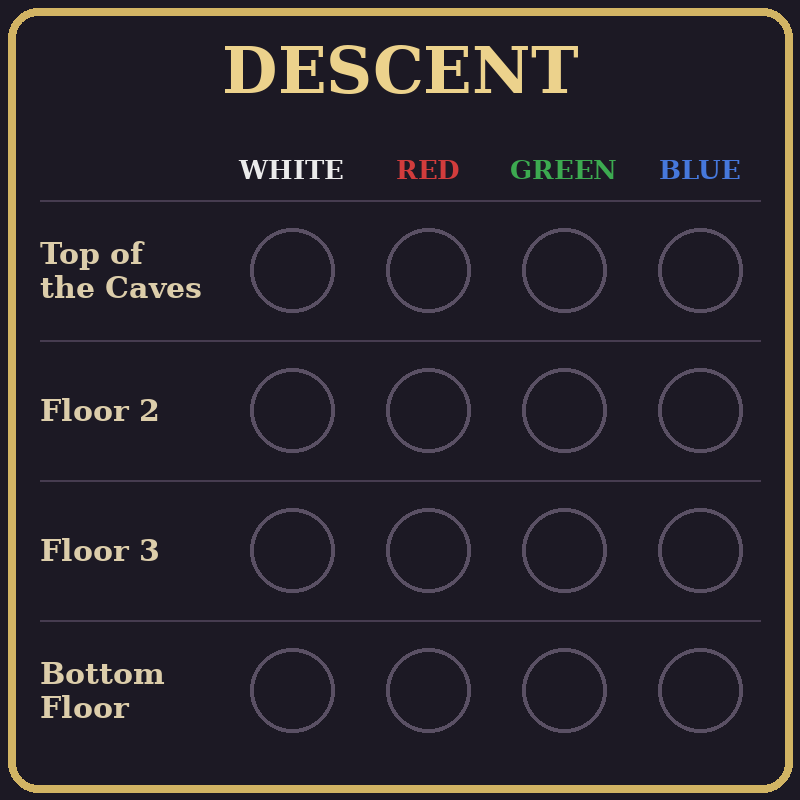 DESCENT
WHITE RED GREEN BLUE
Top of
the Caves
Floor 2
Floor 3
Bottom
Floor